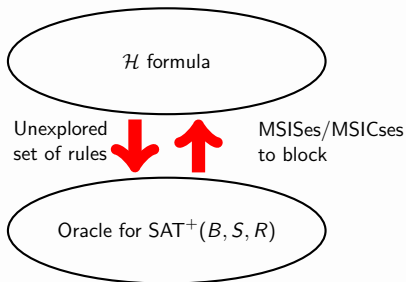 ℋ formula
Unexplored
set of rules
MSISes/MSICses
to block
Oracle for SAT⁺(B, S, R)